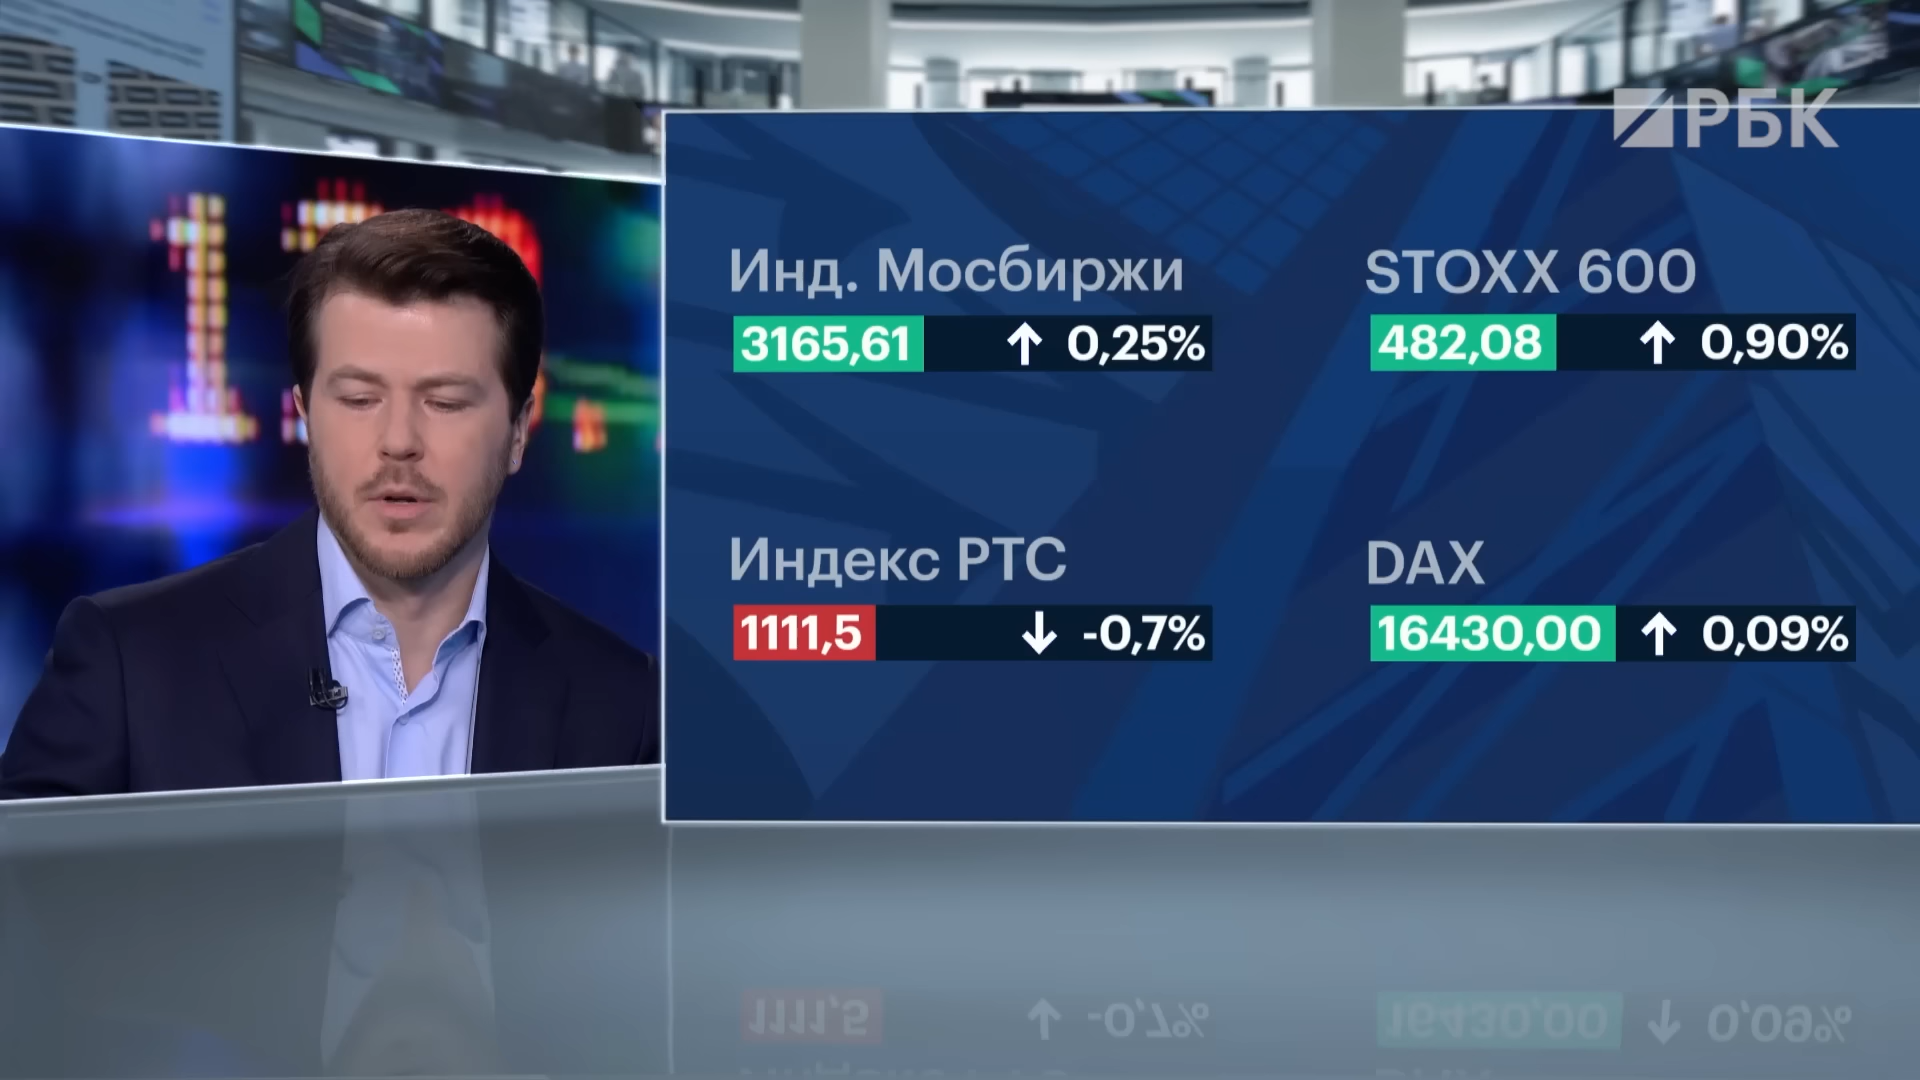 РБК
Инд. Мосбиржи
3165,61 ↑ 0,25%
STOXX 600
482,08 ↑ 0,90%
Индекс РТС
1111,5 ↓ -0,7%
DAX
16430,00 ↑ 0,09%